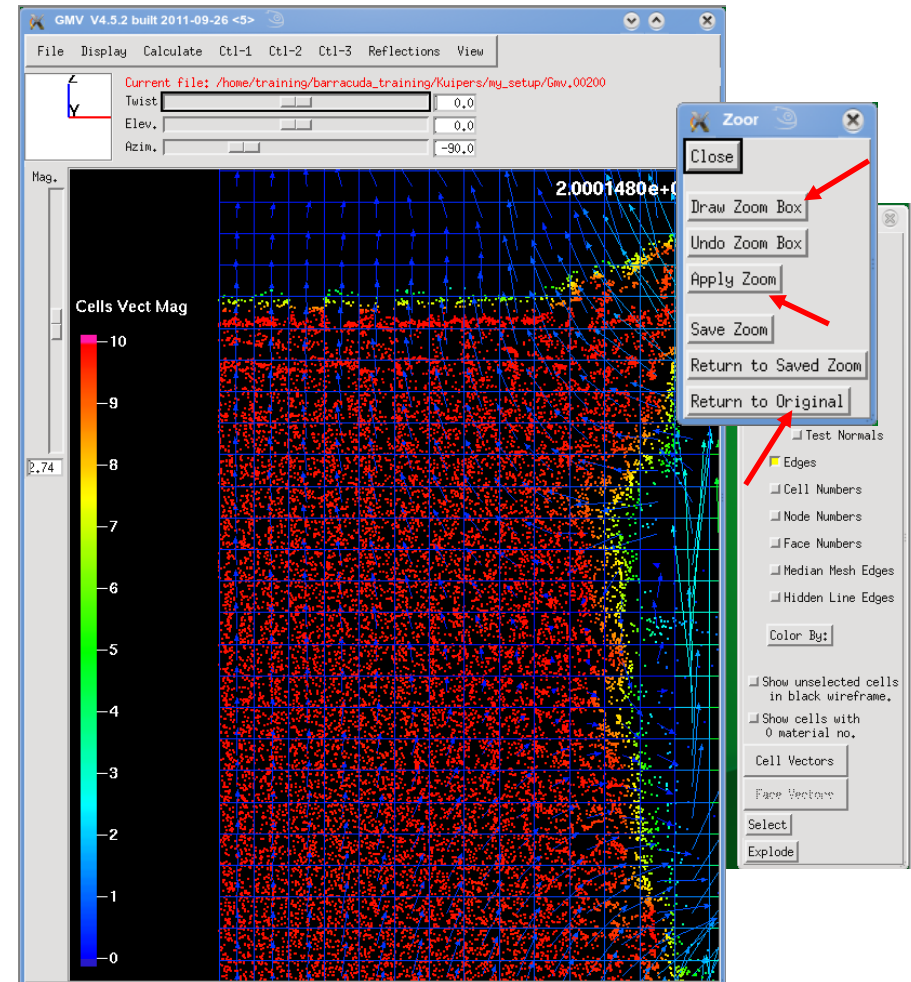 GMV V4.5.2 built 2011-09-26 <5>
File Display Calculate Ctl-1 Ctl-2 Ctl-3 Reflections View
Z
Y
Current file: /home/training/barracuda_training/Kuipers/my_setup/Gmv.00200
Twist 0.0
Elev. 0.0
Azim. -90.0
Mag.
2.74
2.0001480e+0
Cells Vect Mag
10
9
8
7
6
5
4
3
2
1
0
Zoor
Close
Draw Zoom Box
Undo Zoom Box
Apply Zoom
Save Zoom
Return to Saved Zoom
Return to Original
Test Normals
Edges
Cell Numbers
Node Numbers
Face Numbers
Median Mesh Edges
Hidden Line Edges
Color By:
Show unselected cells
in black wireframe.
Show cells with
0 material no.
Cell Vectors
Face Vectors
Select
Explode